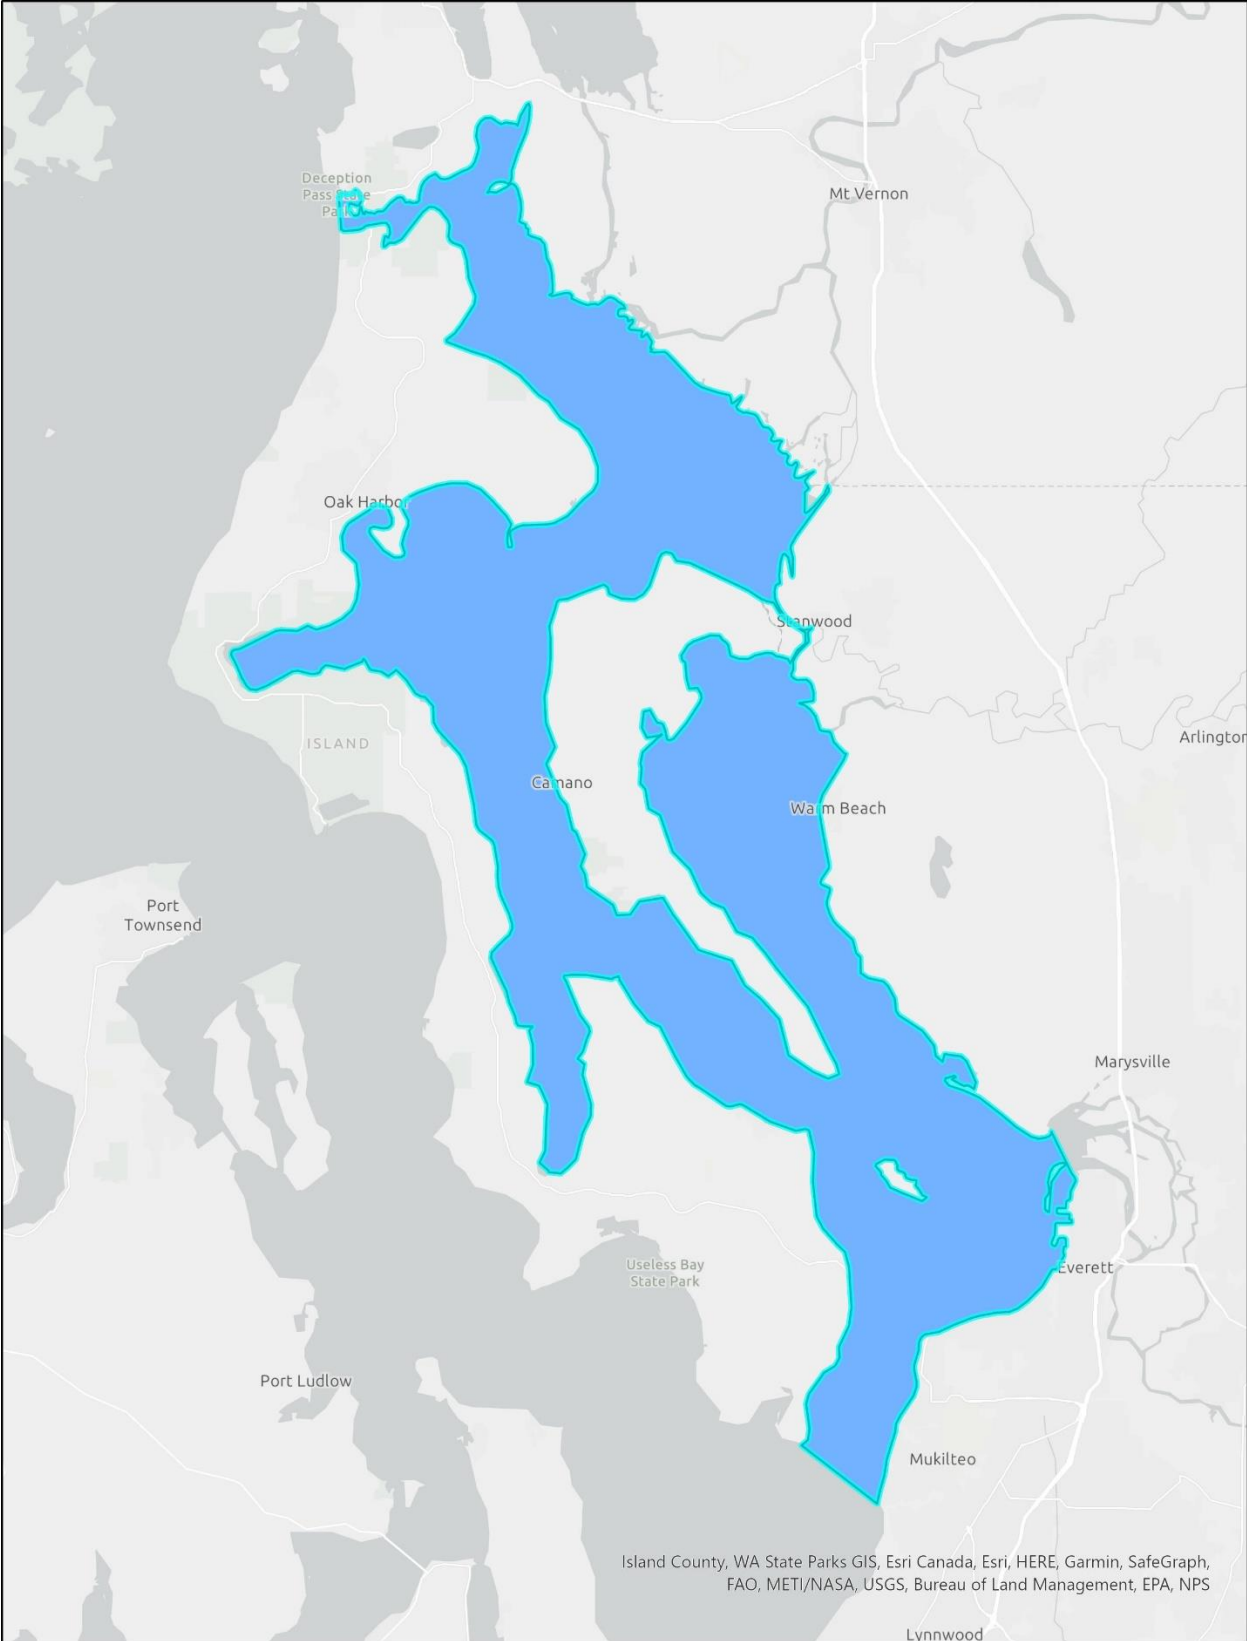 Deception
Pass State
Park
Mt Vernon
Oak Harbor
Stanwood
ISLAND
Arlington
Camano
Warm Beach
Port
Townsend
Marysville
Useless Bay
State Park
Everett
Port Ludlow
Mukilteo
Island County, WA State Parks GIS, Esri Canada, Esri, HERE, Garmin, SafeGraph,
FAO, METI/NASA, USGS, Bureau of Land Management, EPA, NPS
Lynnwood